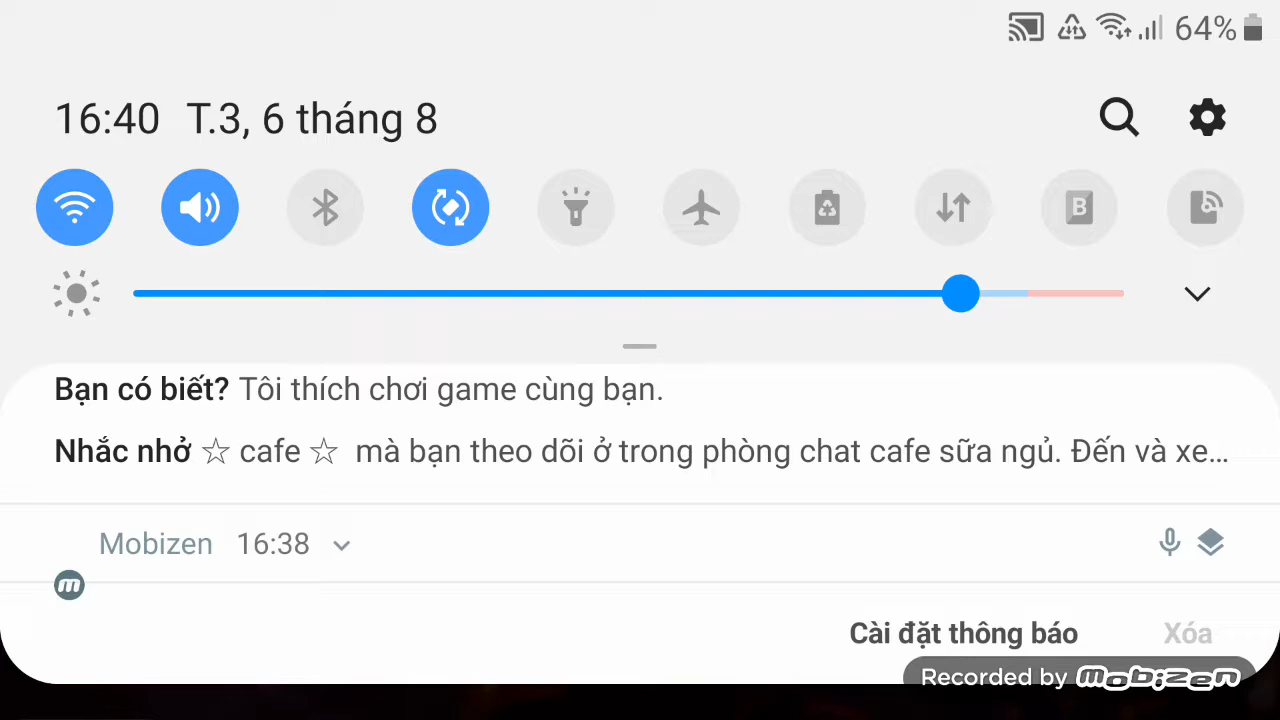 64%
16:40 T.3, 6 tháng 8
B
Bạn có biết? Tôi thích chơi game cùng bạn.
Nhắc nhở ☆ cafe ☆ mà bạn theo dõi ở trong phòng chat cafe sữa ngủ. Đến và xe...
Mobizen 16:38
m
Cài đặt thông báo Xóa
Recorded by mobizen